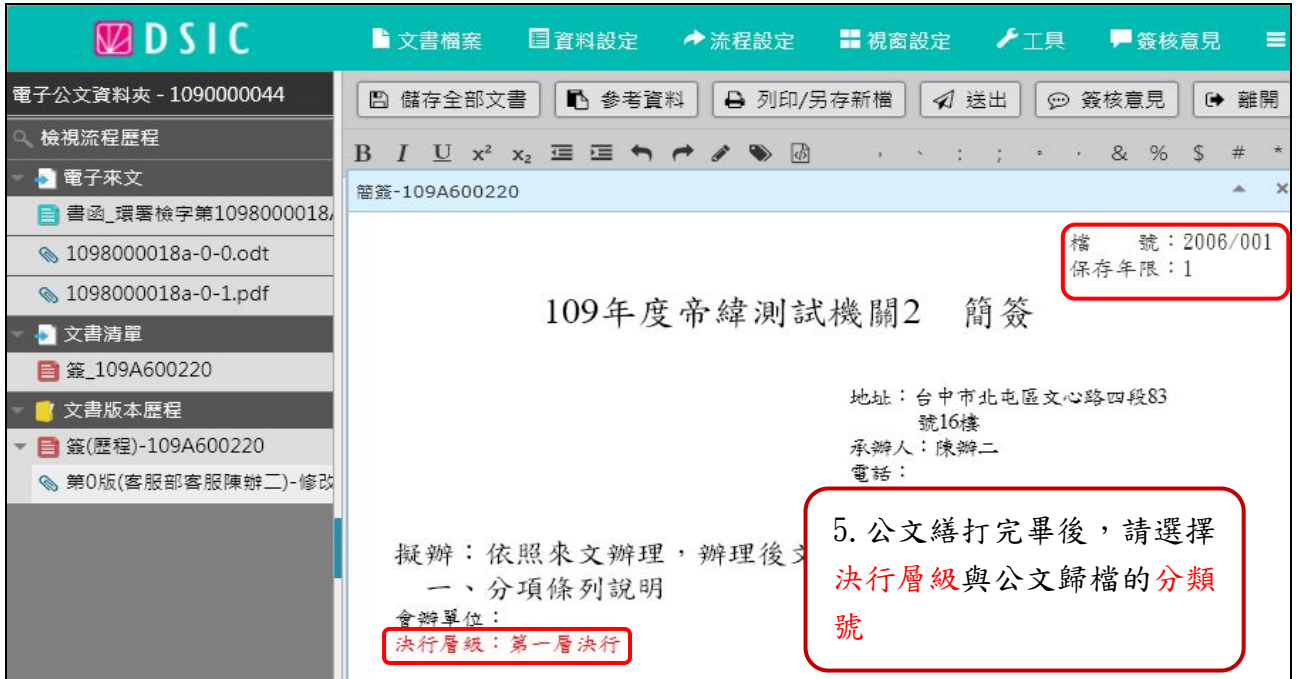 DSIC
文書檔案 資料設定 流程設定 視窗設定 工具 簽核意見
電子公文資料夾 - 1090000044
儲存全部文書 參考資料 列印/另存新檔 送出 簽核意見 離開
檢視流程歷程
B I U x² x₂ , 、 : ; 。 · & % $ # *
電子來文
書函_環署檢字第1098000018
1098000018a-0-0.odt
1098000018a-0-1.pdf
文書清單
簽_109A600220
文書版本歷程
簽(歷程)-109A600220
第0版(客服部客服陳辦二)-修改
簡簽-109A600220
檔 號：2006/001
保存年限：1
109年度帝緯測試機關2 簡簽
地址：台中市北屯區文心路四段83
號16樓
承辦人：陳辦二
電話：
擬辦：依照來文辦理，辦理後文
一、分項條列說明
會辦單位：
決行層級：第一層決行
5.公文繕打完畢後，請選擇
決行層級與公文歸檔的分類
號